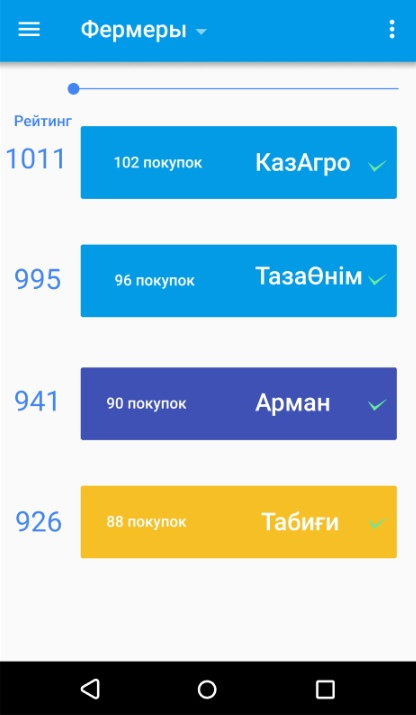 Фермеры
Рейтинг
1011 102 покупок КазАгро
995 96 покупок ТазаӨнім
941 90 покупок Арман
926 88 покупок Табиғи